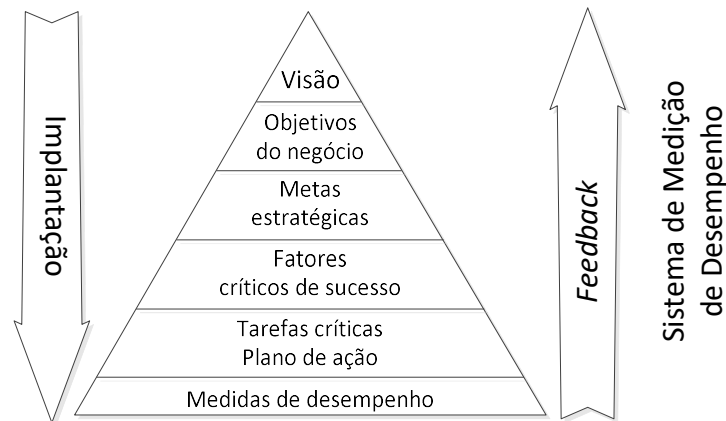 Implantação
Visão
Objetivos
do negócio
Metas
estratégicas
Fatores
críticos de sucesso
Tarefas críticas
Plano de ação
Medidas de desempenho
Feedback
Sistema de Medição
de Desempenho